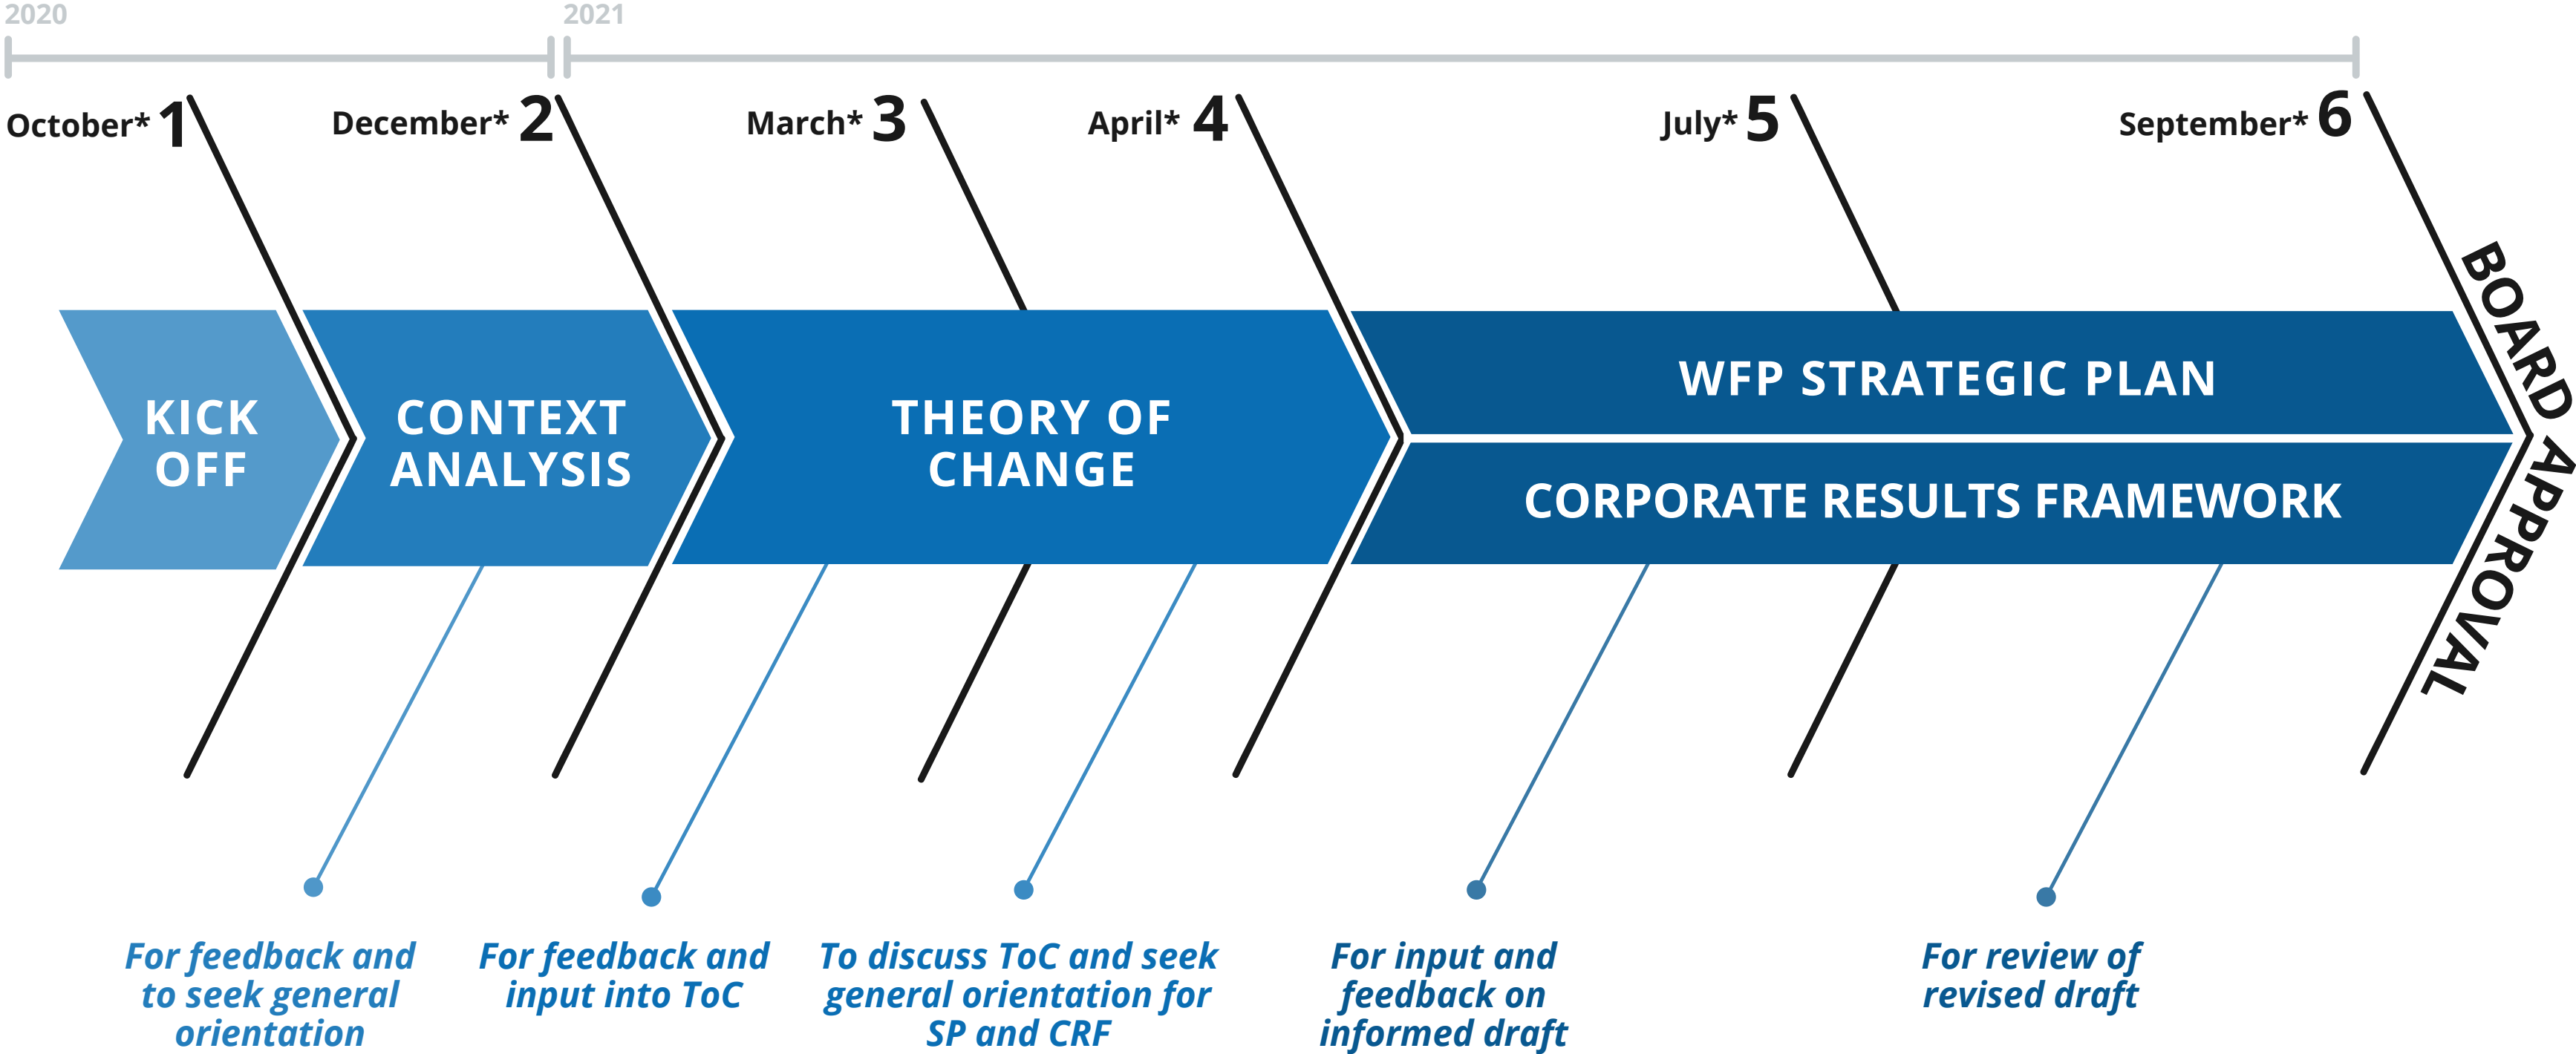 2020
2021
October* 1
December* 2
March* 3
April* 4
July* 5
September* 6
KICK
OFF
CONTEXT
ANALYSIS
THEORY OF
CHANGE
WFP STRATEGIC PLAN
CORPORATE RESULTS FRAMEWORK
BOARD APPROVAL
For feedback and
to seek general
orientation
For feedback and
input into ToC
To discuss ToC and seek
general orientation for
SP and CRF
For input and
feedback on
informed draft
For review of
revised draft